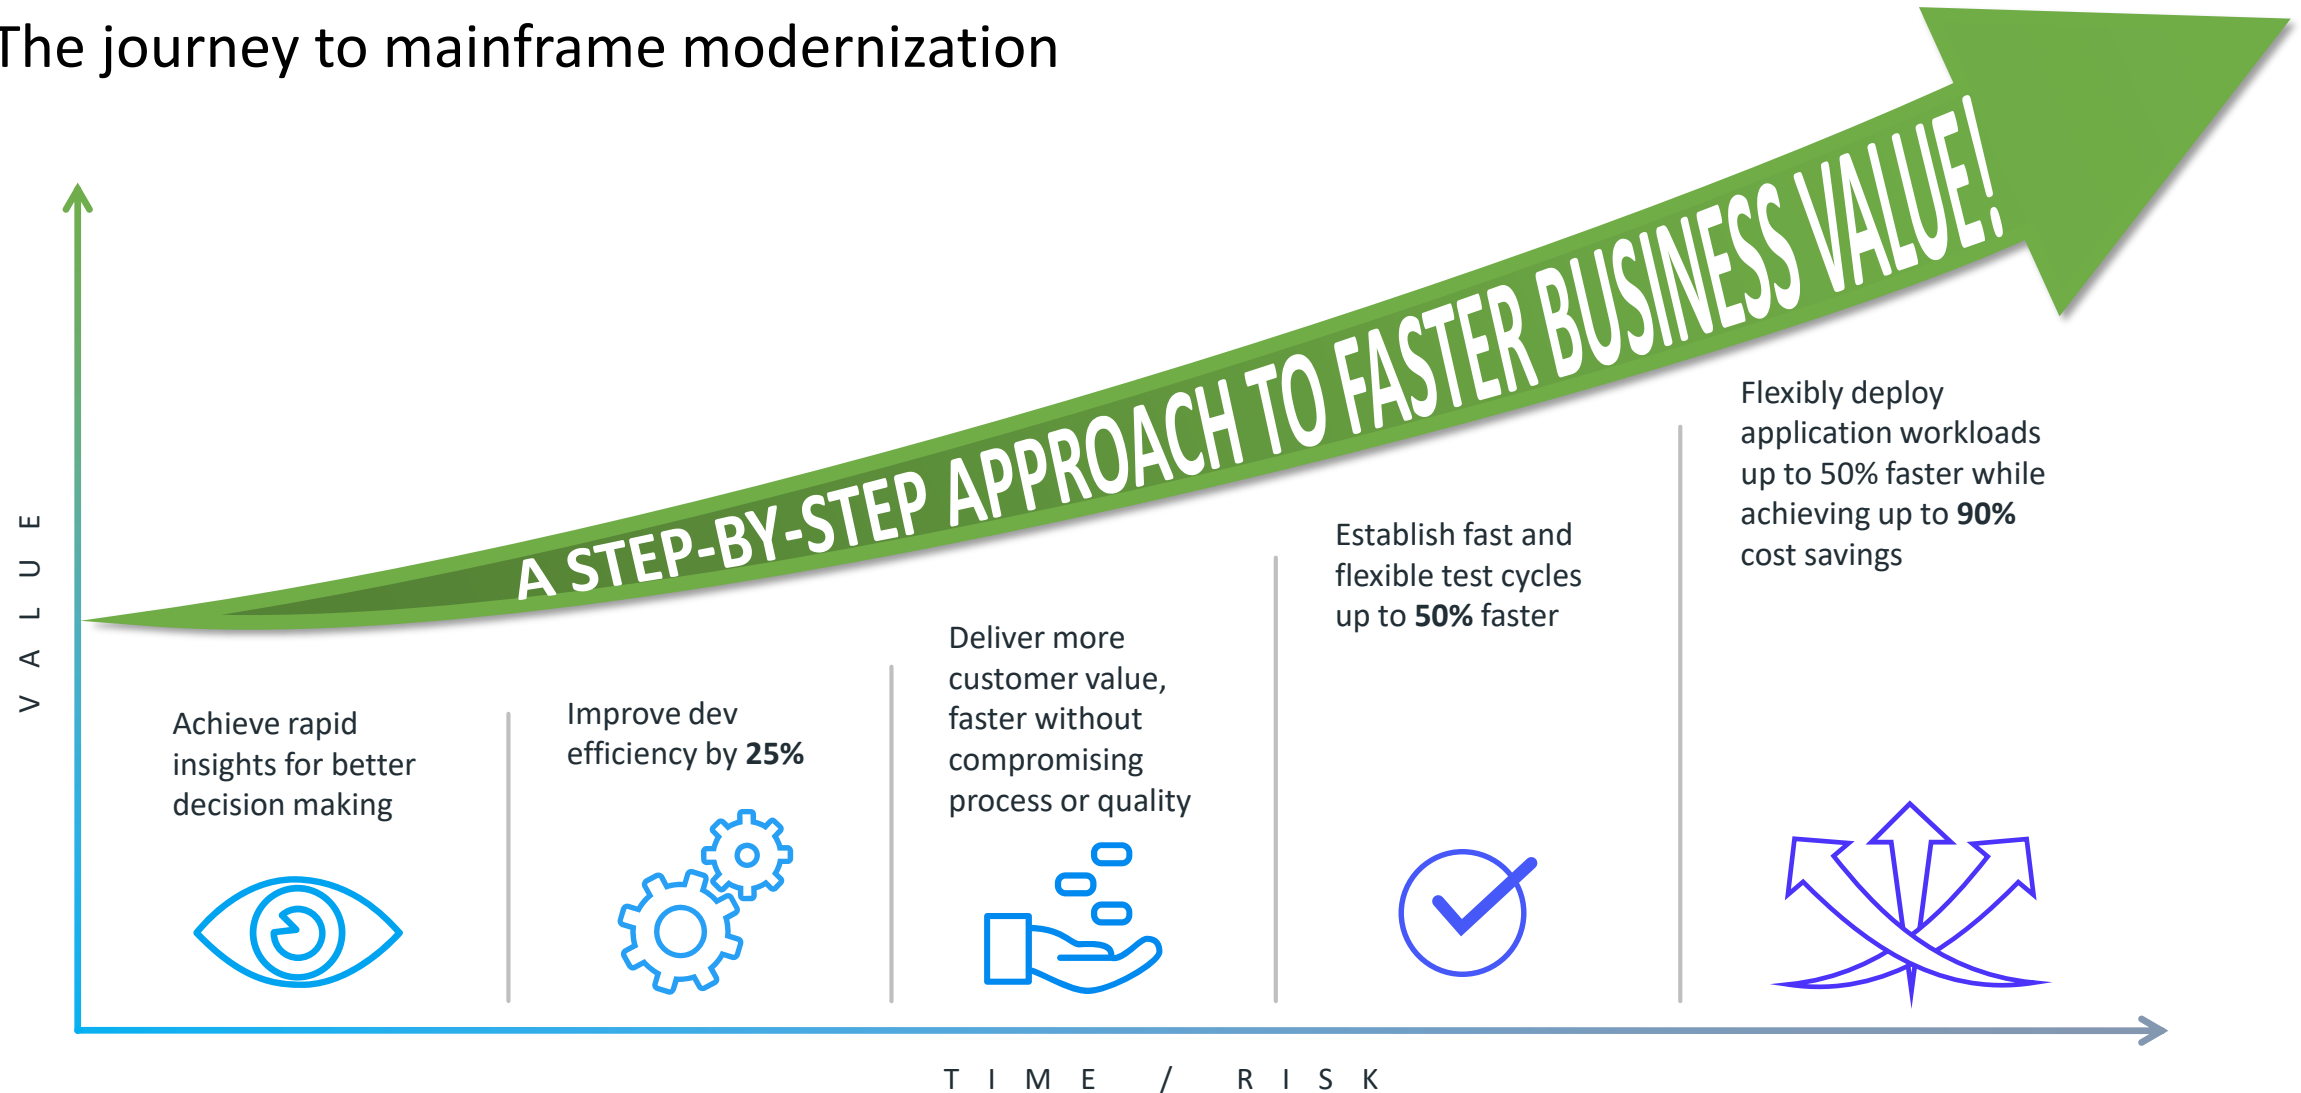 The journey to mainframe modernization
A STEP-BY-STEP APPROACH TO FASTER BUSINESS VALUE!
VALUE
Achieve rapid
insights for better
decision making
Improve dev
efficiency by 25%
Deliver more
customer value,
faster without
compromising
process or quality
Establish fast and
flexible test cycles
up to 50% faster
Flexibly deploy
application workloads
up to 50% faster while
achieving up to 90%
cost savings
TIME / RISK